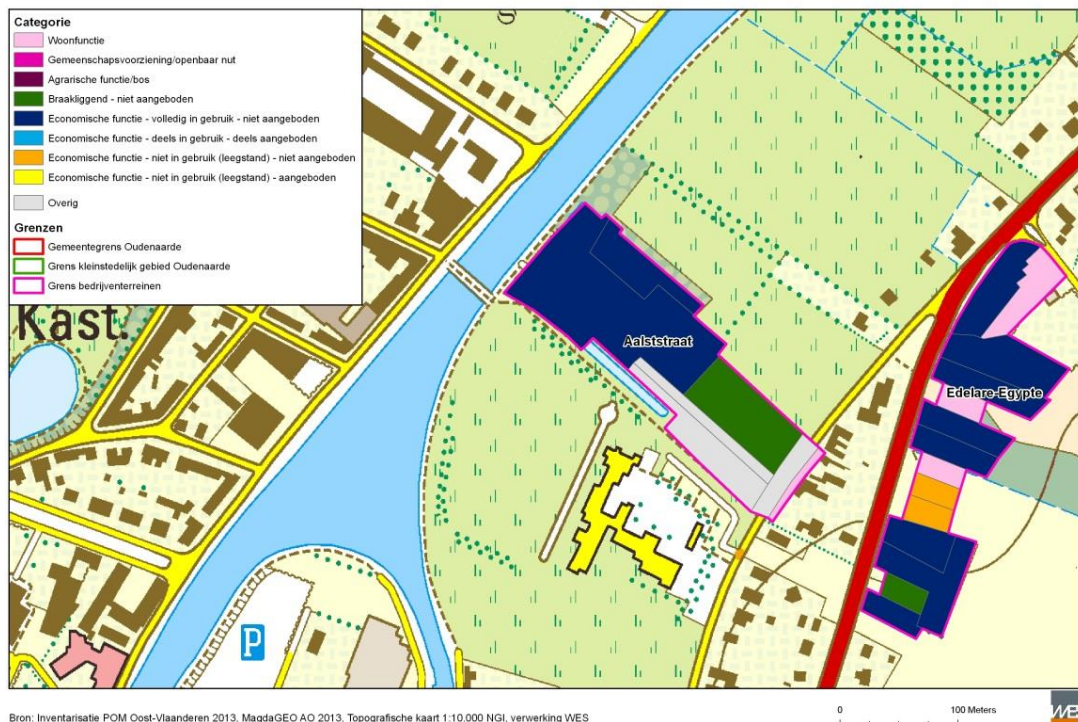 Categorie
Woonfunctie
Gemeenschapsvoorziening/openbaar nut
Agrarische functie/bos
Braakliggend - niet aangeboden
Economische functie - volledig in gebruik - niet aangeboden
Economische functie - deels in gebruik - deels aangeboden
Economische functie - niet in gebruik (leegstand) - niet aangeboden
Economische functie - niet in gebruik (leegstand) - aangeboden
Overig
Grenzen
Gemeentegrens Oudenaarde
Grens kleinstedelijk gebied Oudenaarde
Grens bedrijventerreinen
Kast.
Aalststraat
Edelare-Egypte
P
Bron: Inventarisatie POM Oost-Vlaanderen 2013, MagdaGEO AO 2013, Topografische kaart 1:10.000 NGI, verwerking WES
0 100 Meters